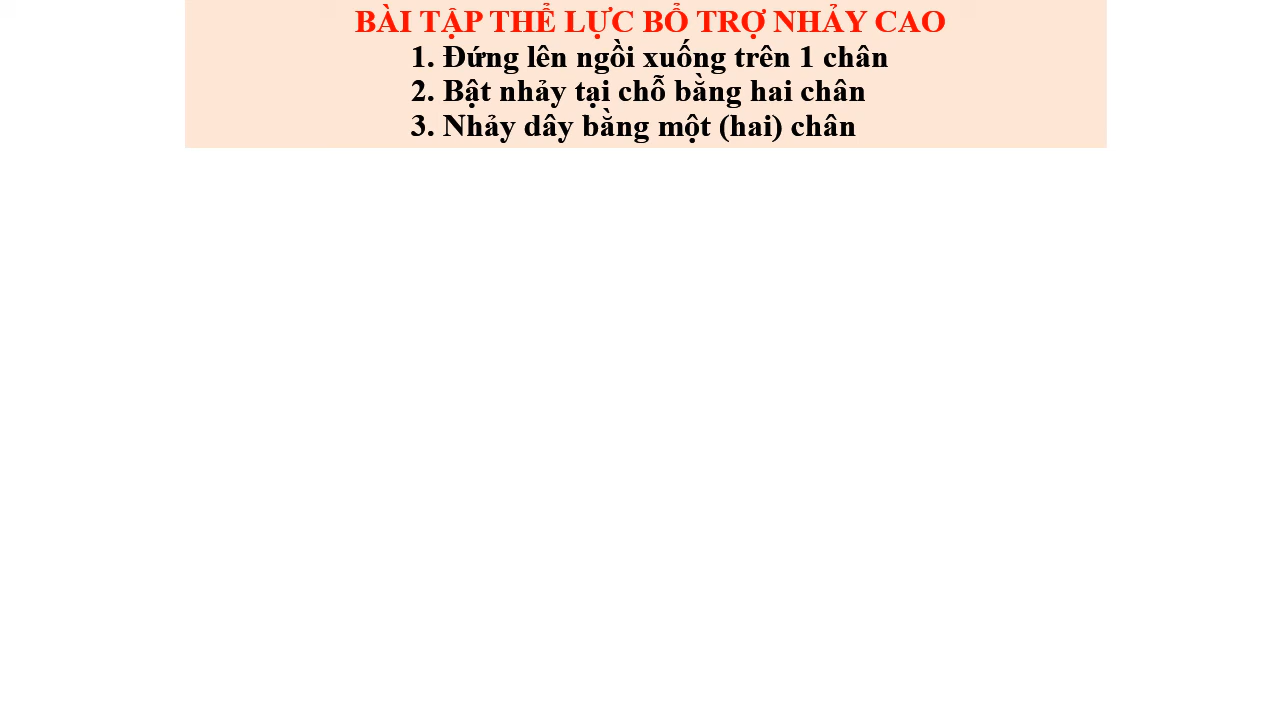 BÀI TẬP THỂ LỰC BỔ TRỢ NHẢY CAO
1. Đứng lên ngồi xuống trên 1 chân
2. Bật nhảy tại chỗ bằng hai chân
3. Nhảy dây bằng một (hai) chân